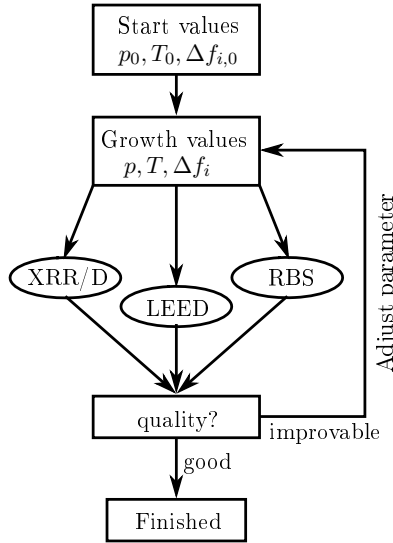 Start values
p₀, T₀, Δfᵢ,₀
Growth values
p, T, Δfᵢ
XRR/D
LEED
RBS
Adjust parameter
quality?
improvable
good
Finished